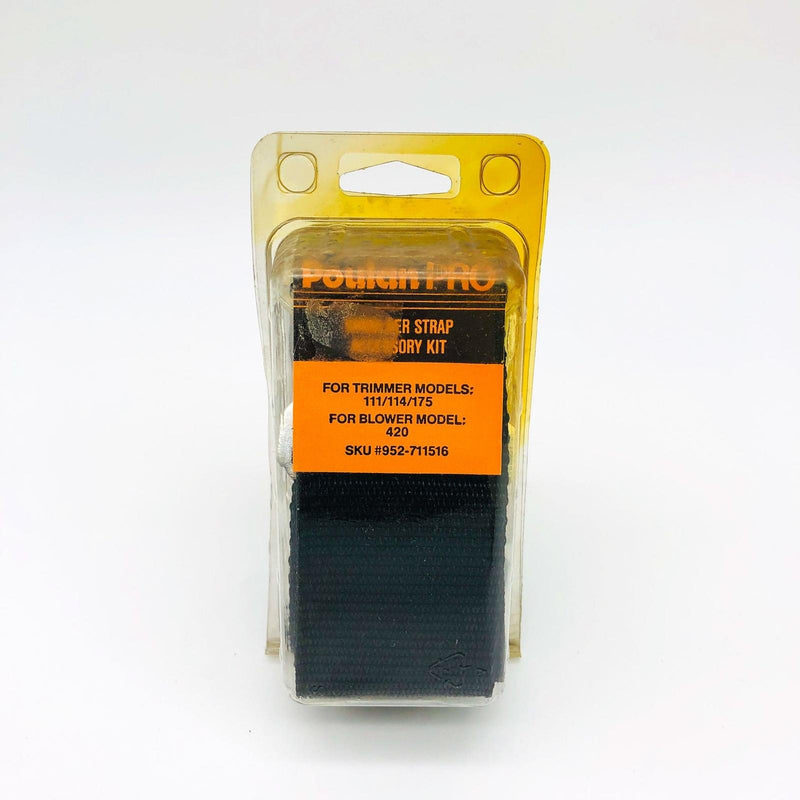 Poulan PRO
STRAP
KIT
FOR TRIMMER MODELS:
111/114/175
FOR BLOWER MODEL:
420
SKU #952-711516